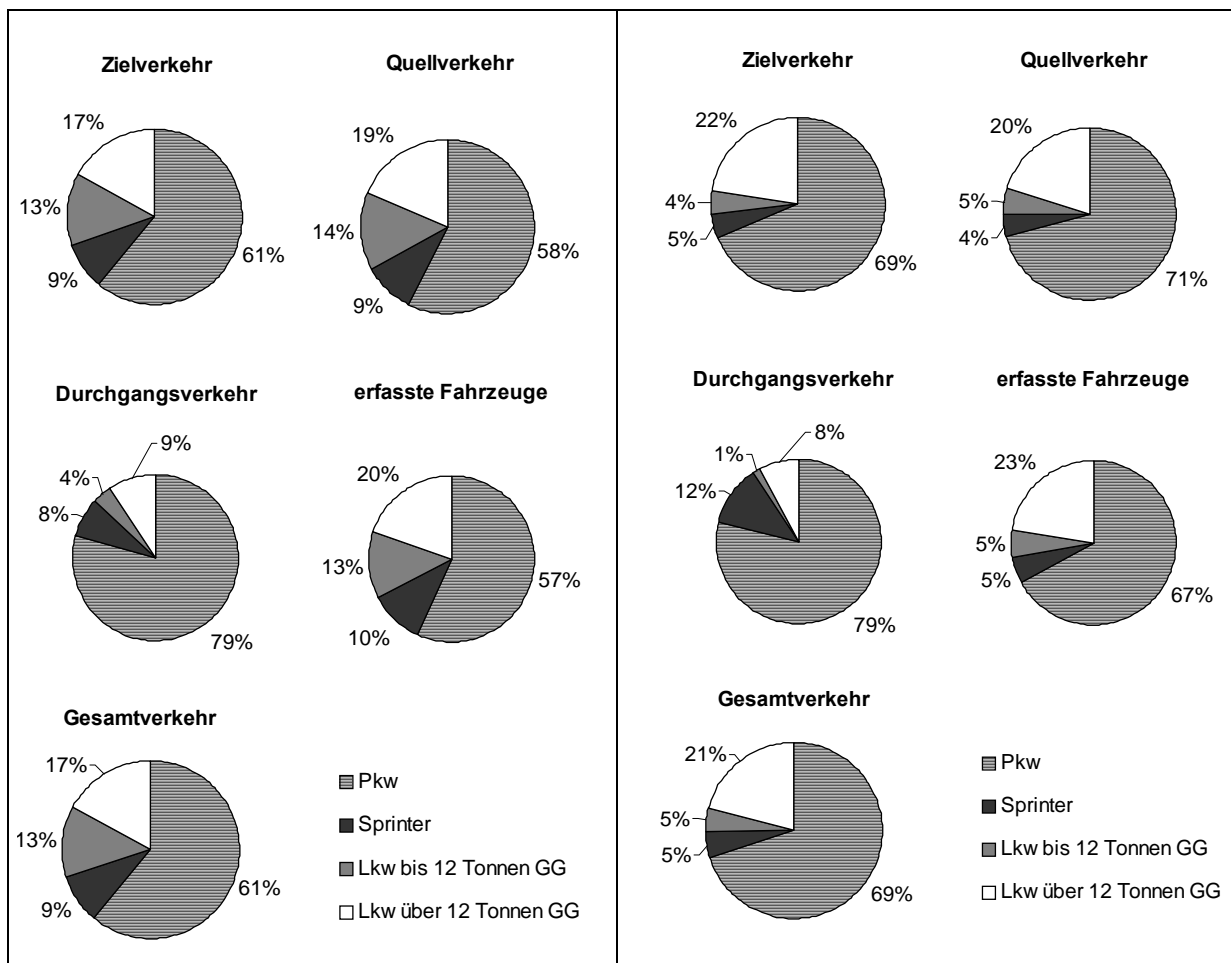 Zielverkehr
17%
13%
9%
61%
Quellverkehr
19%
14%
9%
58%
Durchgangsverkehr
9%
4%
8%
79%
erfasste Fahrzeuge
20%
13%
10%
57%
Gesamtverkehr
17%
13%
9%
61%
Pkw
Sprinter
Lkw bis 12 Tonnen GG
Lkw über 12 Tonnen GG
Zielverkehr
22%
4%
5%
69%
Quellverkehr
20%
5%
4%
71%
Durchgangsverkehr
8%
1%
12%
79%
erfasste Fahrzeuge
23%
5%
5%
67%
Gesamtverkehr
21%
5%
5%
69%
Pkw
Sprinter
Lkw bis 12 Tonnen GG
Lkw über 12 Tonnen GG